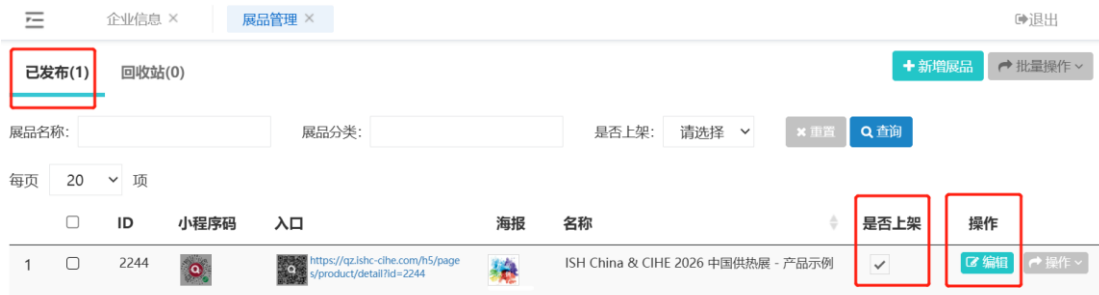 企业信息 × 展品管理 × 退出
已发布(1) 回收站(0) 新增展品 批量操作
展品名称: 展品分类: 是否上架: 请选择 × 重置 查询
每页 20 项
ID 小程序码 入口 海报 名称 是否上架 操作
1 2244 https://qz.ishc-cihe.com/h5/page
s/product/detail?id=2244 ISH China & CIHE 2026 中国供热展 - 产品示例 编辑 操作